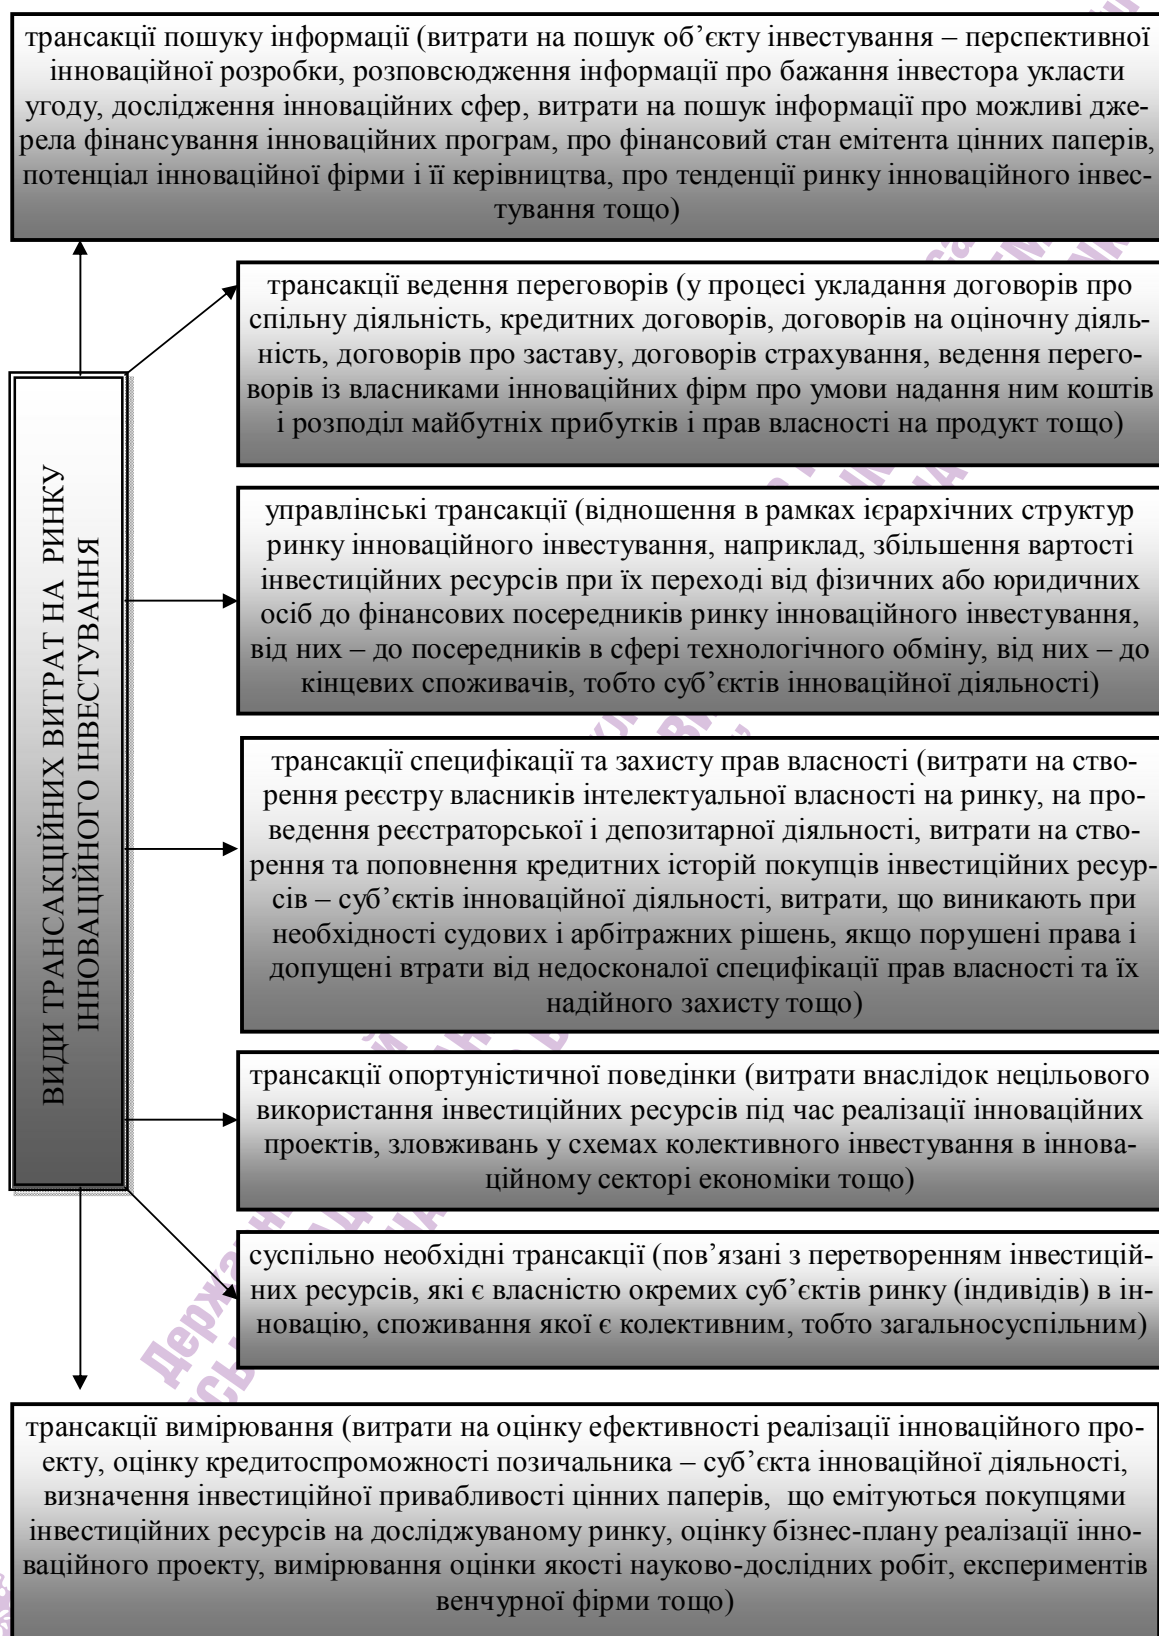 трансакції пошуку інформації (витрати на пошук об’єкту інвестування – перспективної
інноваційної розробки, розповсюдження інформації про бажання інвестора укласти
угоду, дослідження інноваційних сфер, витрати на пошук інформації про можливі дже-
рела фінансування інноваційних програм, про фінансовий стан емітента цінних паперів,
потенціал інноваційної фірми і її керівництва, про тенденції ринку інноваційного інвес-
тування тощо)
трансакції ведення переговорів (у процесі укладання договорів про
спільну діяльність, кредитних договорів, договорів на оціночну діяль-
ність, договорів про заставу, договорів страхування, ведення перего-
ворів із власниками інноваційних фірм про умови надання ним коштів
і розподіл майбутніх прибутків і прав власності на продукт тощо)
ВИДИ ТРАНСАКЦІЙНИХ ВИТРАТ НА РИНКУ
ІННОВАЦІЙНОГО ІНВЕСТУВАННЯ
управлінські трансакції (відношення в рамках ієрархічних структур
ринку інноваційного інвестування, наприклад, збільшення вартості
інвестиційних ресурсів при їх переході від фізичних або юридичних
осіб до фінансових посередників ринку інноваційного інвестування,
від них – до посередників в сфері технологічного обміну, від них – до
кінцевих споживачів, тобто суб’єктів інноваційної діяльності)
трансакції специфікації та захисту прав власності (витрати на ство-
рення реєстру власників інтелектуальної власності на ринку, на про-
ведення реєстраторської і депозитарної діяльності, витрати на ство-
рення та поповнення кредитних історій покупців інвестиційних ресур-
сів – суб’єктів інноваційної діяльності, витрати, що виникають при
необхідності судових і арбітражних рішень, якщо порушені права і
допущені втрати від недосконалої специфікації прав власності та їх
надійного захисту тощо)
трансакції опортуністичної поведінки (витрати внаслідок нецільового
використання інвестиційних ресурсів під час реалізації інноваційних
проектів, зловживань у схемах колективного інвестування в іннова-
ційному секторі економіки тощо)
суспільно необхідні трансакції (пов’язані з перетворенням інвестицій-
них ресурсів, які є власністю окремих суб’єктів ринку (індивідів) в ін-
новацію, споживання якої є колективним, тобто загальносуспільним)
трансакції вимірювання (витрати на оцінку ефективності реалізації інноваційного про-
екту, оцінку кредитоспроможності позичальника – суб’єкта інноваційної діяльності,
визначення інвестиційної привабливості цінних паперів, що емітуються покупцями
інвестиційних ресурсів на досліджуваному ринку, оцінку бізнес-плану реалізації інно-
ваційного проекту, вимірювання оцінки якості науково-дослідних робіт, експериментів
венчурної фірми тощо)